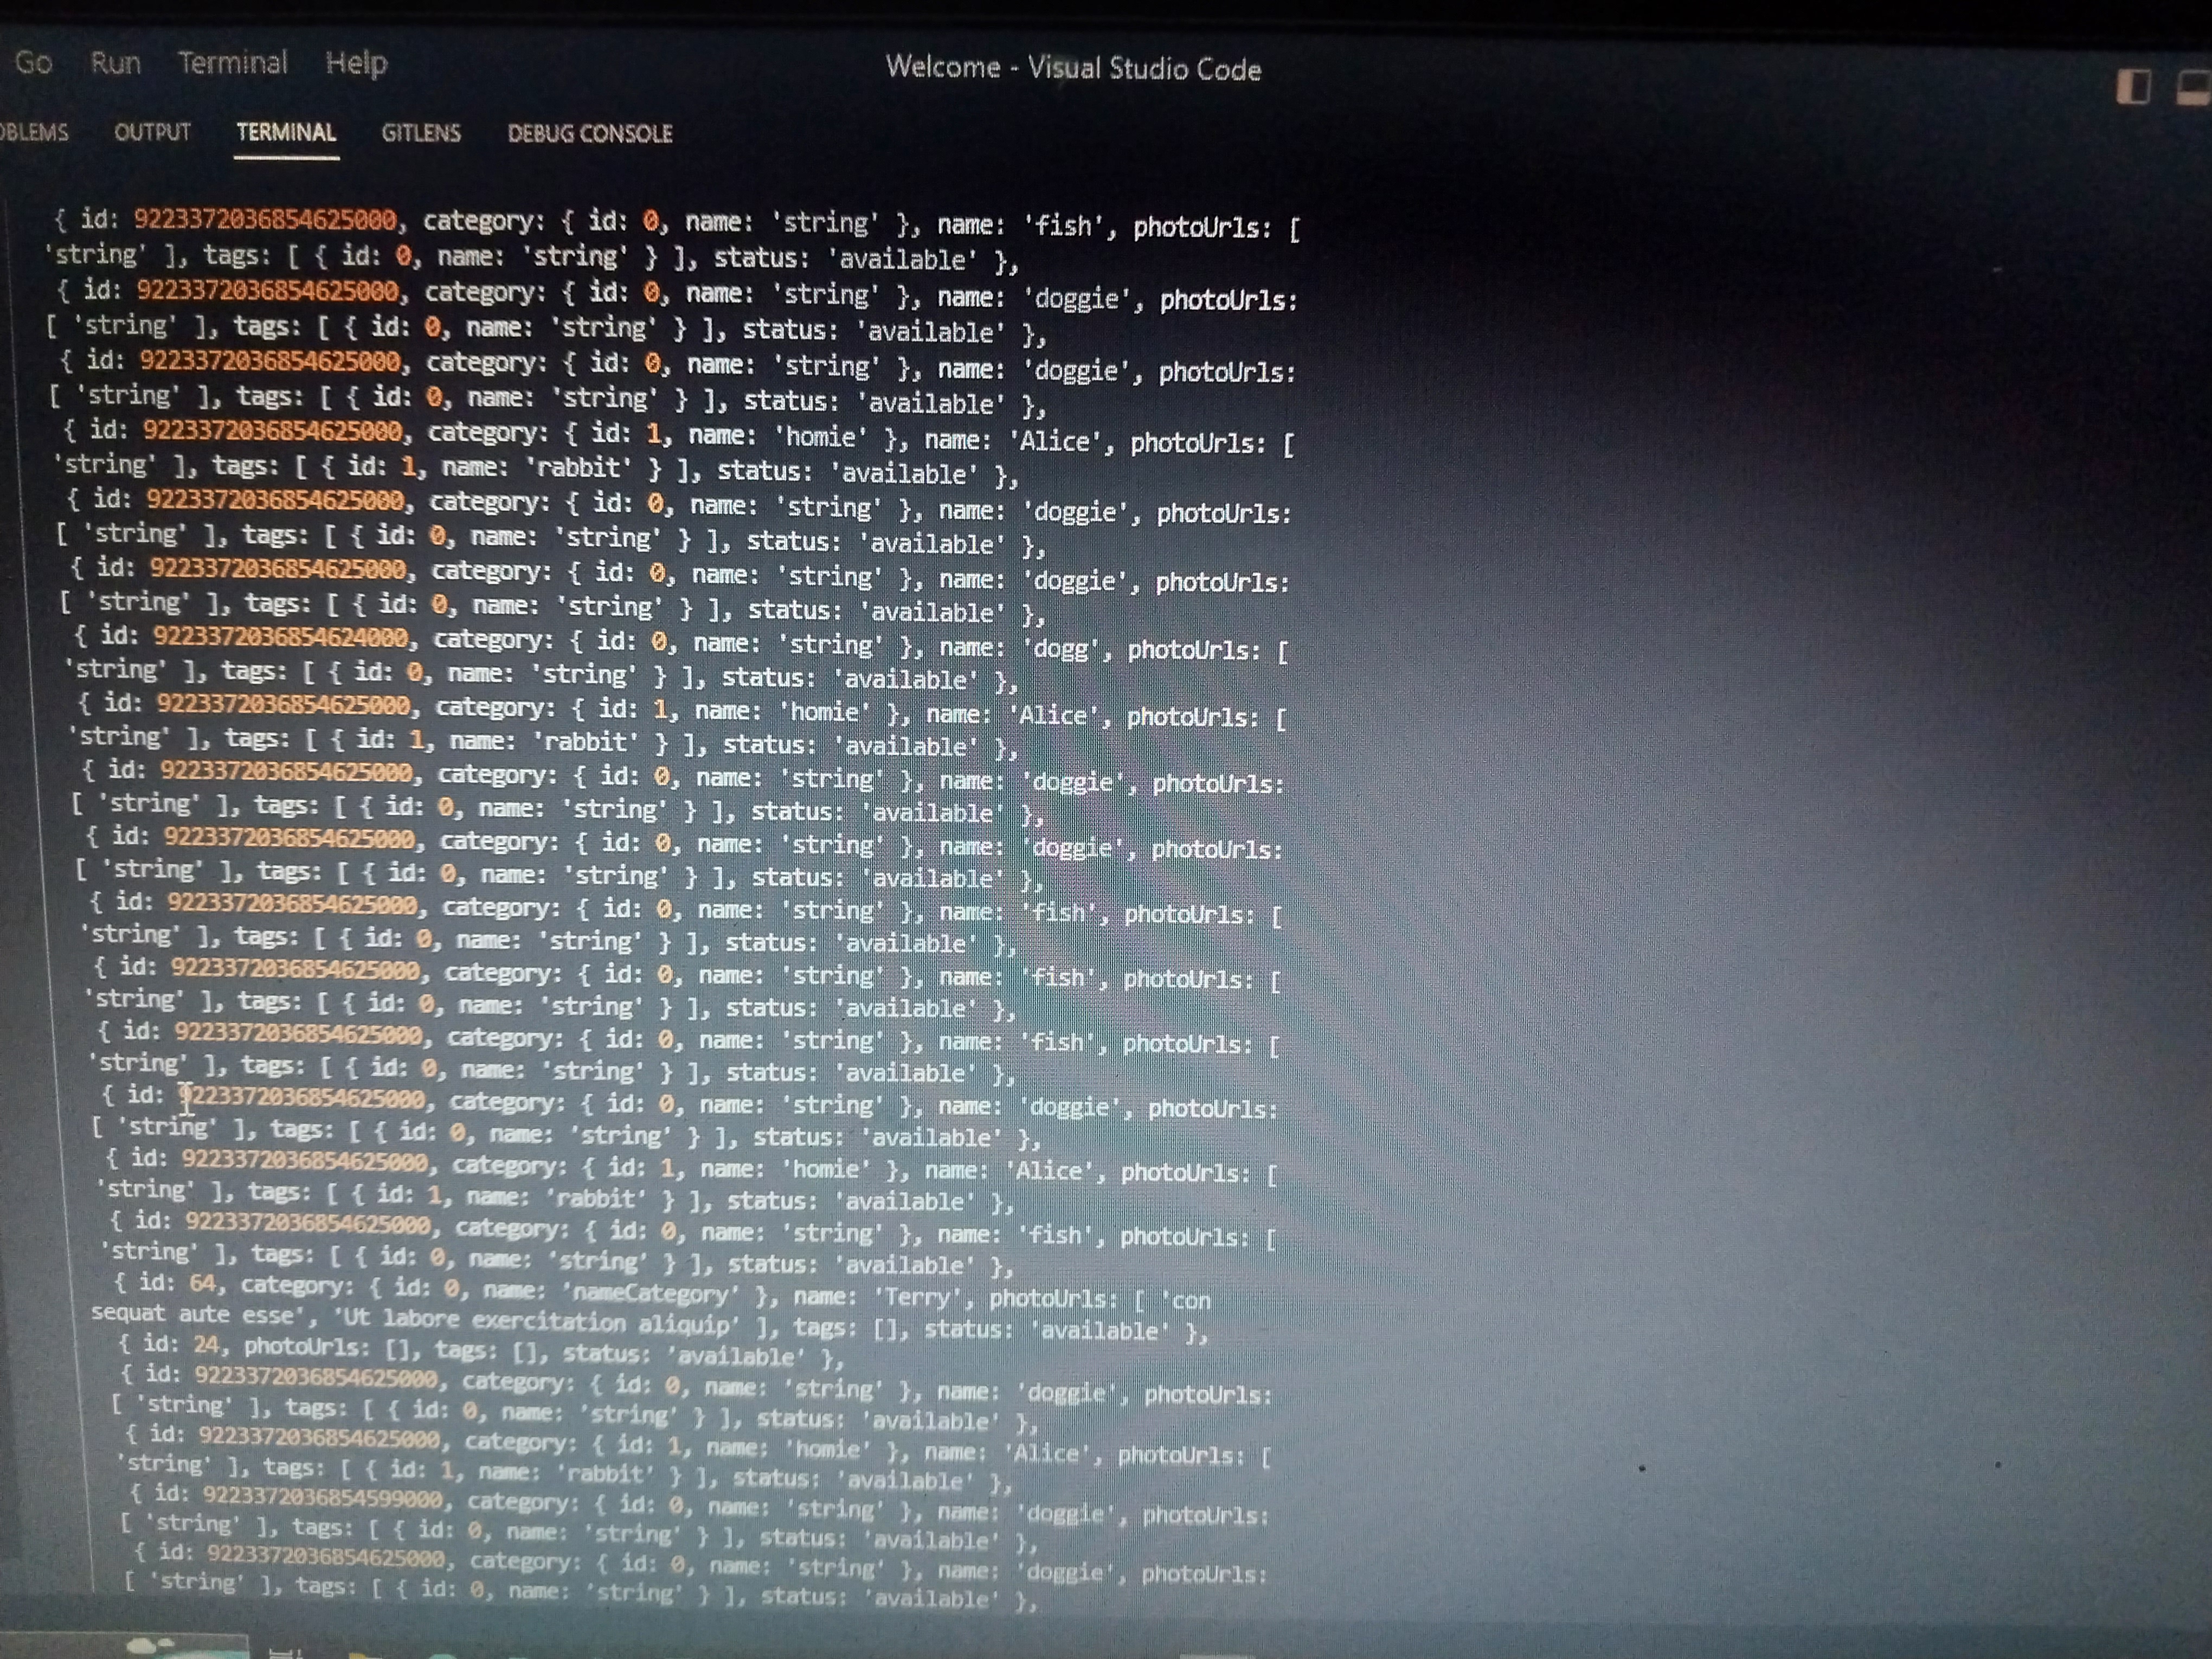 Go Run Terminal Help Welcome - Visual Studio Code
OBLEMS OUTPUT TERMINAL GITLENS DEBUG CONSOLE
{ id: 9223372036854625000, category: { id: 0, name: 'string' }, name: 'fish', photoUrls: [
'string' ], tags: [ { id: 0, name: 'string' } ], status: 'available' },
{ id: 9223372036854625000, category: { id: 0, name: 'string' }, name: 'doggie', photoUrls:
[ 'string' ], tags: [ { id: 0, name: 'string' } ], status: 'available' },
{ id: 9223372036854625000, category: { id: 0, name: 'string' }, name: 'doggie', photoUrls:
[ 'string' ], tags: [ { id: 0, name: 'string' } ], status: 'available' },
{ id: 9223372036854625000, category: { id: 1, name: 'homie' }, name: 'Alice', photoUrls: [
'string' ], tags: [ { id: 1, name: 'rabbit' } ], status: 'available' },
{ id: 9223372036854625000, category: { id: 0, name: 'string' }, name: 'doggie', photoUrls:
[ 'string' ], tags: [ { id: 0, name: 'string' } ], status: 'available' },
{ id: 9223372036854625000, category: { id: 0, name: 'string' }, name: 'doggie', photoUrls:
[ 'string' ], tags: [ { id: 0, name: 'string' } ], status: 'available' },
{ id: 9223372036854624000, category: { id: 0, name: 'string' }, name: 'dogg', photoUrls: [
'string' ], tags: [ { id: 0, name: 'string' } ], status: 'available' },
{ id: 9223372036854625000, category: { id: 1, name: 'homie' }, name: 'Alice', photoUrls: [
'string' ], tags: [ { id: 1, name: 'rabbit' } ], status: 'available' },
{ id: 9223372036854625000, category: { id: 0, name: 'string' }, name: 'doggie', photoUrls:
[ 'string' ], tags: [ { id: 0, name: 'string' } ], status: 'available' },
{ id: 9223372036854625000, category: { id: 0, name: 'string' }, name: 'doggie', photoUrls:
[ 'string' ], tags: [ { id: 0, name: 'string' } ], status: 'available' },
{ id: 9223372036854625000, category: { id: 0, name: 'string' }, name: 'fish', photoUrls: [
'string' ], tags: [ { id: 0, name: 'string' } ], status: 'available' },
{ id: 9223372036854625000, category: { id: 0, name: 'string' }, name: 'fish', photoUrls: [
'string' ], tags: [ { id: 0, name: 'string' } ], status: 'available' },
{ id: 9223372036854625000, category: { id: 0, name: 'string' }, name: 'fish', photoUrls: [
'string' ], tags: [ { id: 0, name: 'string' } ], status: 'available' },
{ id: 9223372036854625000, category: { id: 0, name: 'string' }, name: 'doggie', photoUrls:
[ 'string' ], tags: [ { id: 0, name: 'string' } ], status: 'available' },
{ id: 9223372036854625000, category: { id: 1, name: 'homie' }, name: 'Alice', photoUrls: [
'string' ], tags: [ { id: 1, name: 'rabbit' } ], status: 'available' },
{ id: 9223372036854625000, category: { id: 0, name: 'string' }, name: 'fish', photoUrls: [
'string' ], tags: [ { id: 0, name: 'string' } ], status: 'available' },
{ id: 64, category: { id: 0, name: 'nameCategory' }, name: 'Terry', photoUrls: [ 'con
sequat aute esse', 'Ut labore exercitation aliquip' ], tags: [], status: 'available' },
{ id: 24, photoUrls: [], tags: [], status: 'available' },
{ id: 9223372036854625000, category: { id: 0, name: 'string' }, name: 'doggie', photoUrls:
[ 'string' ], tags: [ { id: 0, name: 'string' } ], status: 'available' },
{ id: 9223372036854625000, category: { id: 1, name: 'homie' }, name: 'Alice', photoUrls: [
'string' ], tags: [ { id: 1, name: 'rabbit' } ], status: 'available' },
{ id: 9223372036854599000, category: { id: 0, name: 'string' }, name: 'doggie', photoUrls:
[ 'string' ], tags: [ { id: 0, name: 'string' } ], status: 'available' },
{ id: 9223372036854625000, category: { id: 0, name: 'string' }, name: 'doggie', photoUrls:
[ 'string' ], tags: [ { id: 0, name: 'string' } ], status: 'available' },